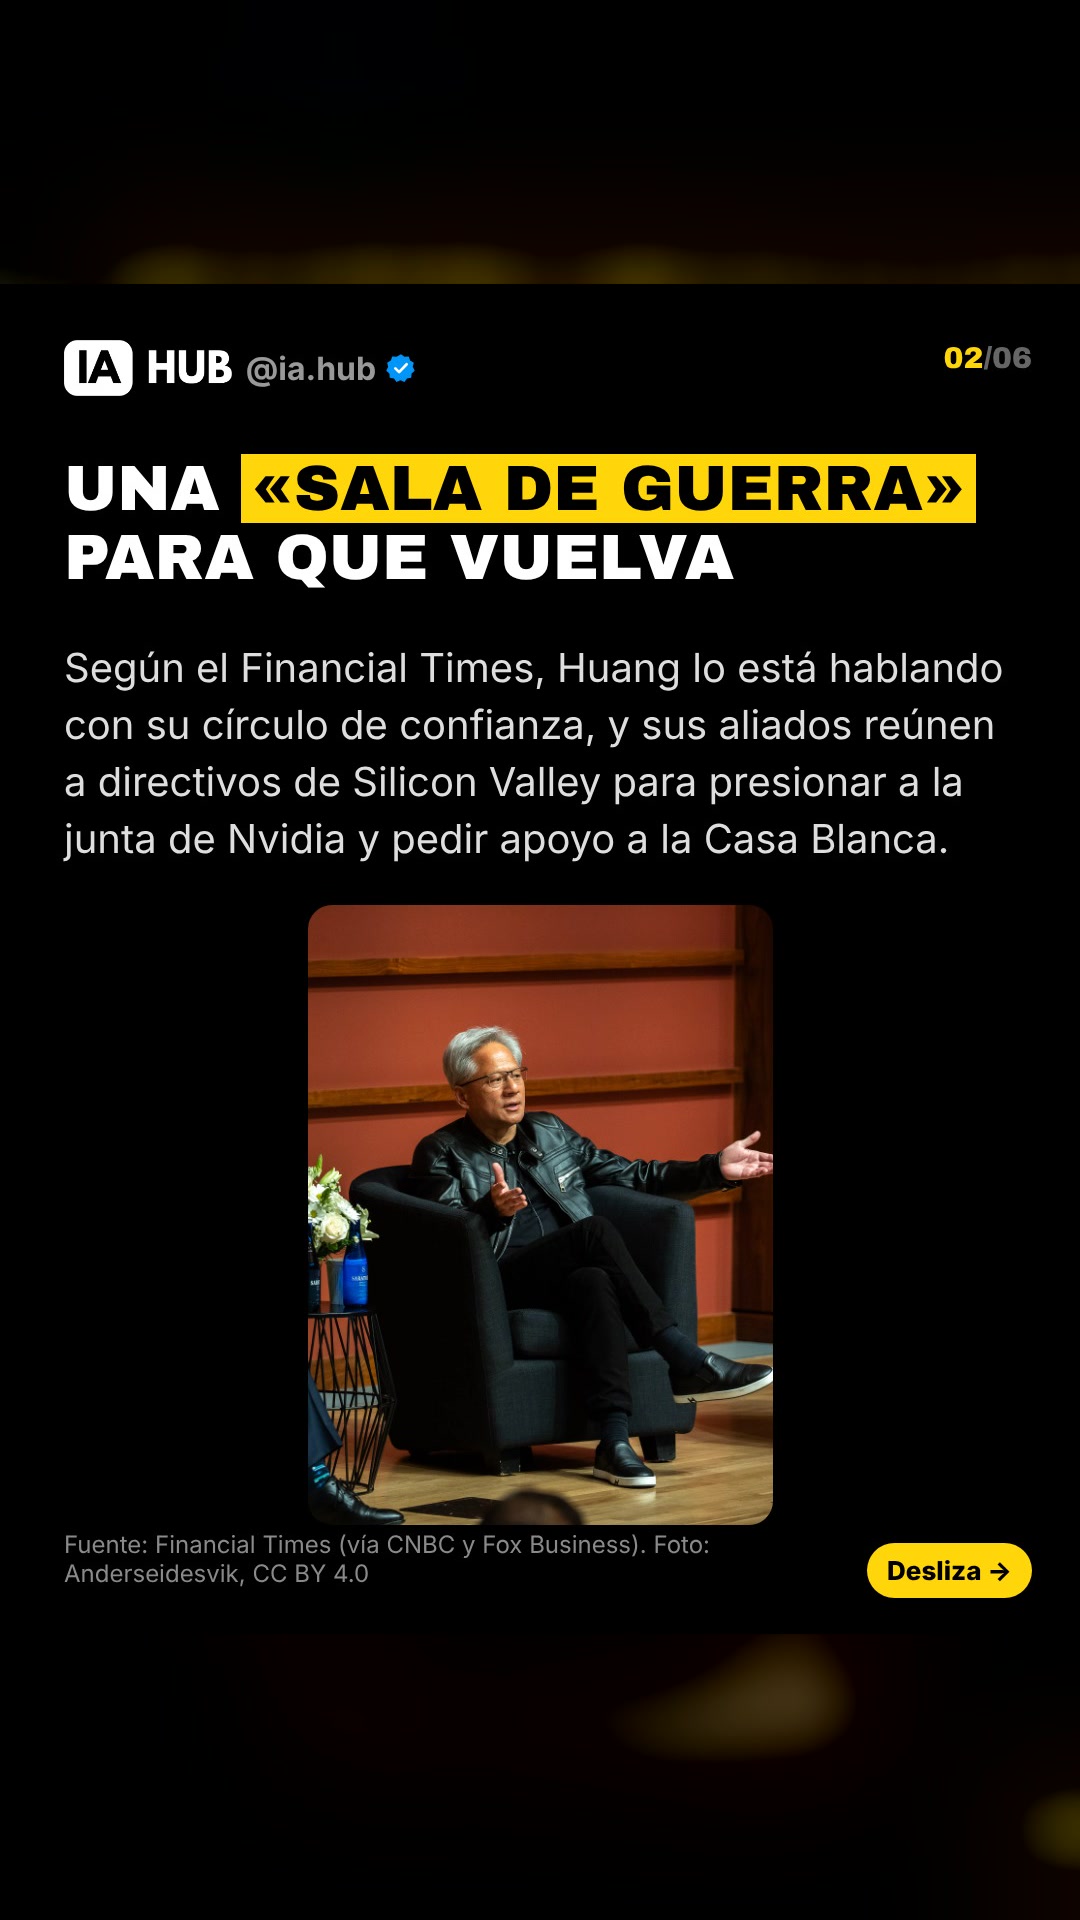 IA HUB @ia.hub
02/06
UNA «SALA DE GUERRA»
PARA QUE VUELVA
Según el Financial Times, Huang lo está hablando
con su círculo de confianza, y sus aliados reúnen
a directivos de Silicon Valley para presionar a la
junta de Nvidia y pedir apoyo a la Casa Blanca.
Fuente: Financial Times (vía CNBC y Fox Business). Foto:
Anderseidesvik, CC BY 4.0
Desliza →